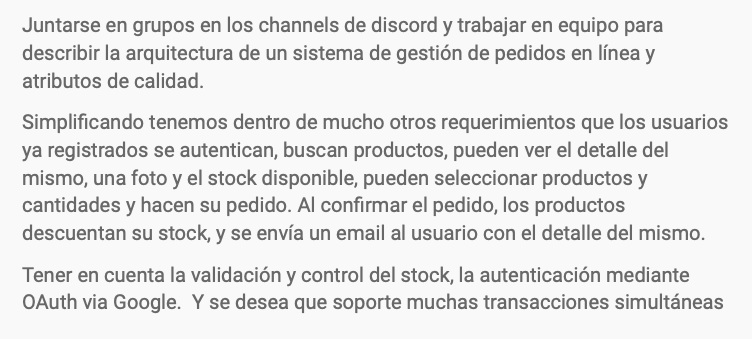 Juntarse en grupos en los channels de discord y trabajar en equipo para
describir la arquitectura de un sistema de gestión de pedidos en línea y
atributos de calidad.
Simplificando tenemos dentro de mucho otros requerimientos que los usuarios
ya registrados se autentican, buscan productos, pueden ver el detalle del
mismo, una foto y el stock disponible, pueden seleccionar productos y
cantidades y hacen su pedido. Al confirmar el pedido, los productos
descuentan su stock, y se envía un email al usuario con el detalle del mismo.
Tener en cuenta la validación y control del stock, la autenticación mediante
OAuth via Google.  Y se desea que soporte muchas transacciones simultáneas